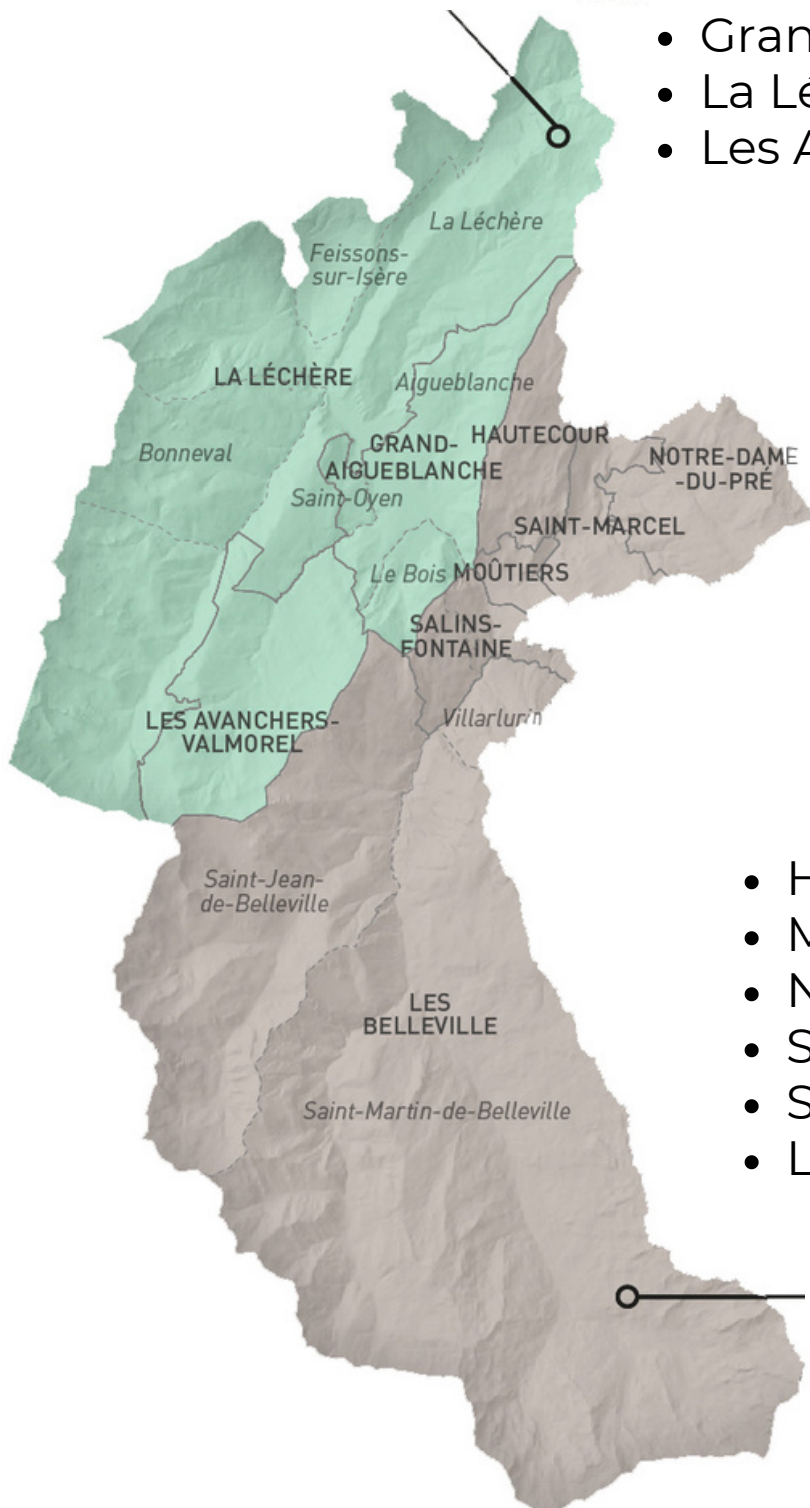 • Gran
• La Lé
• Les A
La Léchère
Feissons-
sur-Isère
LA LÉCHÈRE
Aigueblanche
GRAND-
AIGUEBLANCHE
HAUTECOUR
NOTRE-DAME
-DU-PRÉ
Bonneval
Saint-Oyen
SAINT-MARCEL
Le Bois
MOÛTIERS
SALINS-
FONTAINE
LES AVANCHERS-
VALMOREL
Villarlurin
Saint-Jean-
de-Belleville
• H
• M
• N
• S
• S
• L
LES
BELLEVILLE
Saint-Martin-de-Belleville